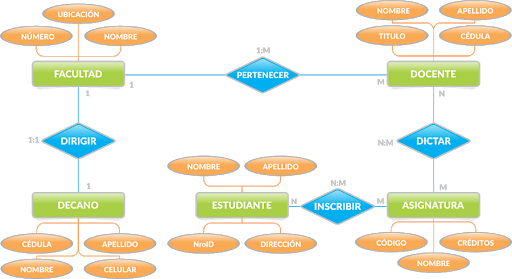 UBICACIÓN
NÚMERO
NOMBRE
FACULTAD
1
1
1:M
PERTENECER
NOMBRE
APELLIDO
TITULO
CÉDULA
DOCENTE
M
N
1:1
DIRIGIR
1
N:M
DICTAR
M
DECANO
CÉDULA
APELLIDO
NOMBRE
CELULAR
NOMBRE
APELLIDO
ESTUDIANTE
N
NroID
DIRECCIÓN
N:M
INSCRIBIR
M
ASIGNATURA
CÓDIGO
CRÉDITOS
NOMBRE